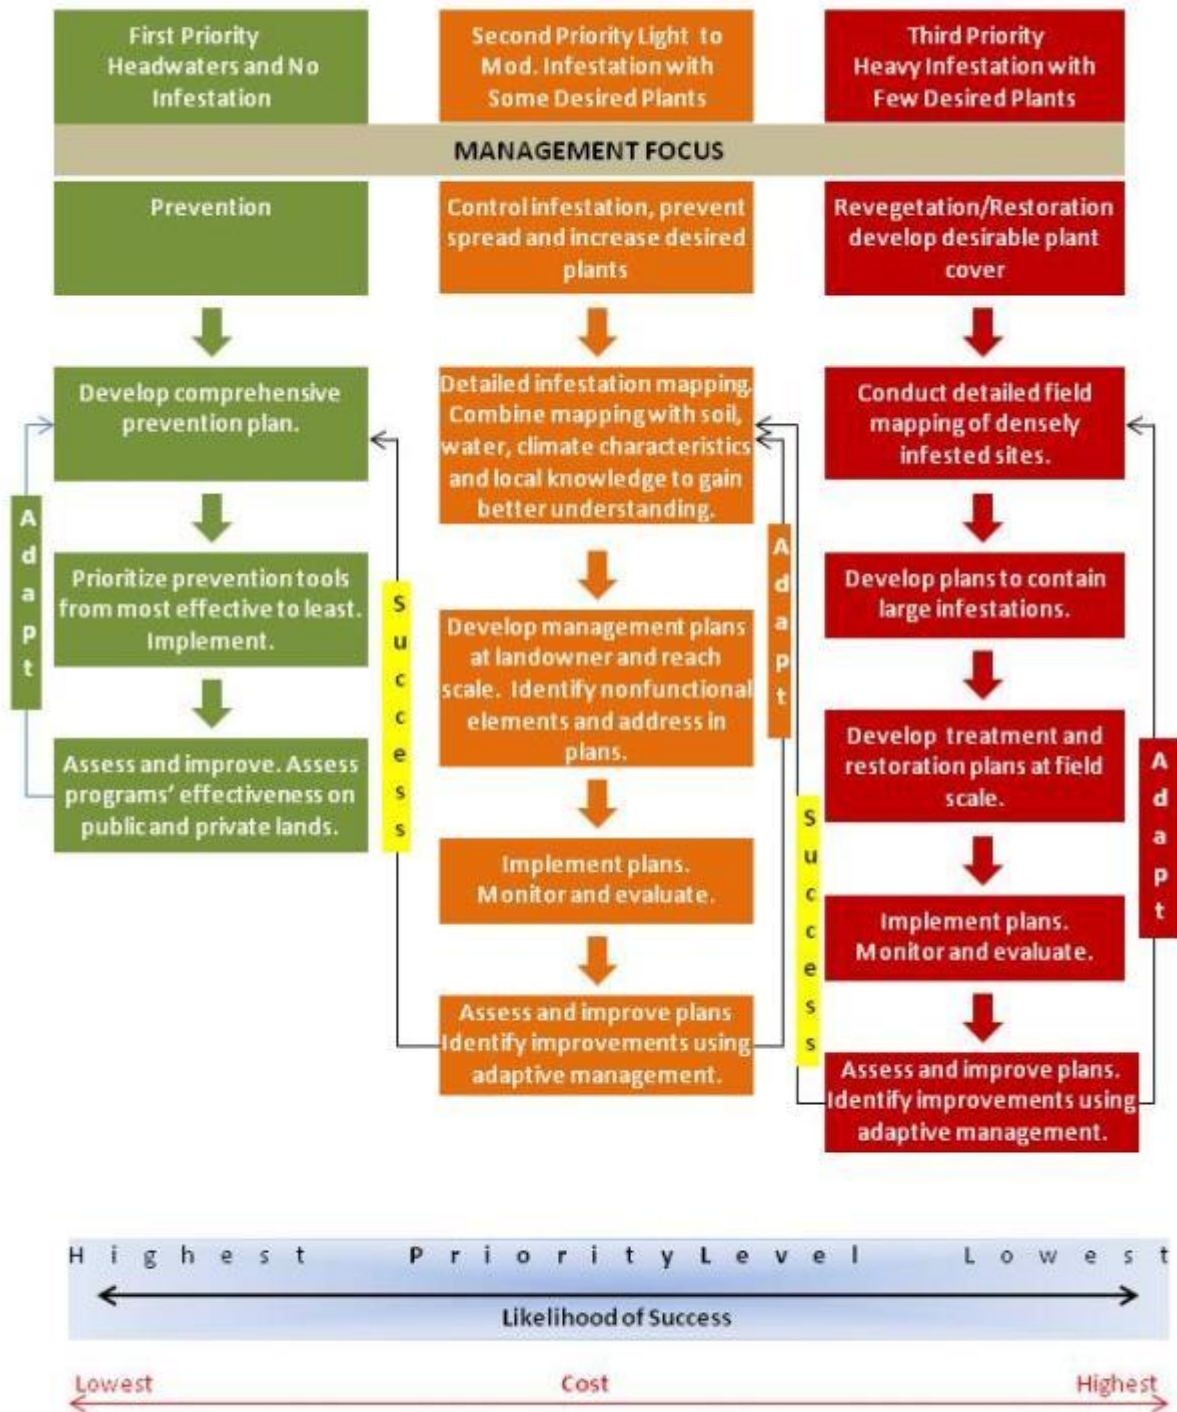 First Priority
Headwaters and No
Infestation
Second Priority Light to
Mod. Infestation with
Some Desired Plants
Third Priority
Heavy Infestation with
Few Desired Plants
MANAGEMENT FOCUS
Prevention
Control infestation, prevent
spread and increase desired
plants
Revegetation/Restoration
develop desirable plant
cover
Develop comprehensive
prevention plan.
Prioritize prevention tools
from most effective to least.
Implement.
Assess and improve. Assess
programs' effectiveness on
public and private lands.
Adapt
Success
Detailed infestation mapping.
Combine mapping with soil,
water, climate characteristics
and local knowledge to gain
better understanding.
Develop management plans
at landowner and reach
scale. Identify nonfunctional
elements and address in
plans.
Implement plans.
Monitor and evaluate.
Assess and improve plans
Identify improvements using
adaptive management.
Adapt
Success
Conduct detailed field
mapping of densely
infested sites.
Develop plans to contain
large infestations.
Develop treatment and
restoration plans at field
scale.
Implement plans.
Monitor and evaluate.
Assess and improve plans.
Identify improvements using
adaptive management.
Adapt
Highest Priority Level Lowest
Likelihood of Success
Lowest Cost Highest